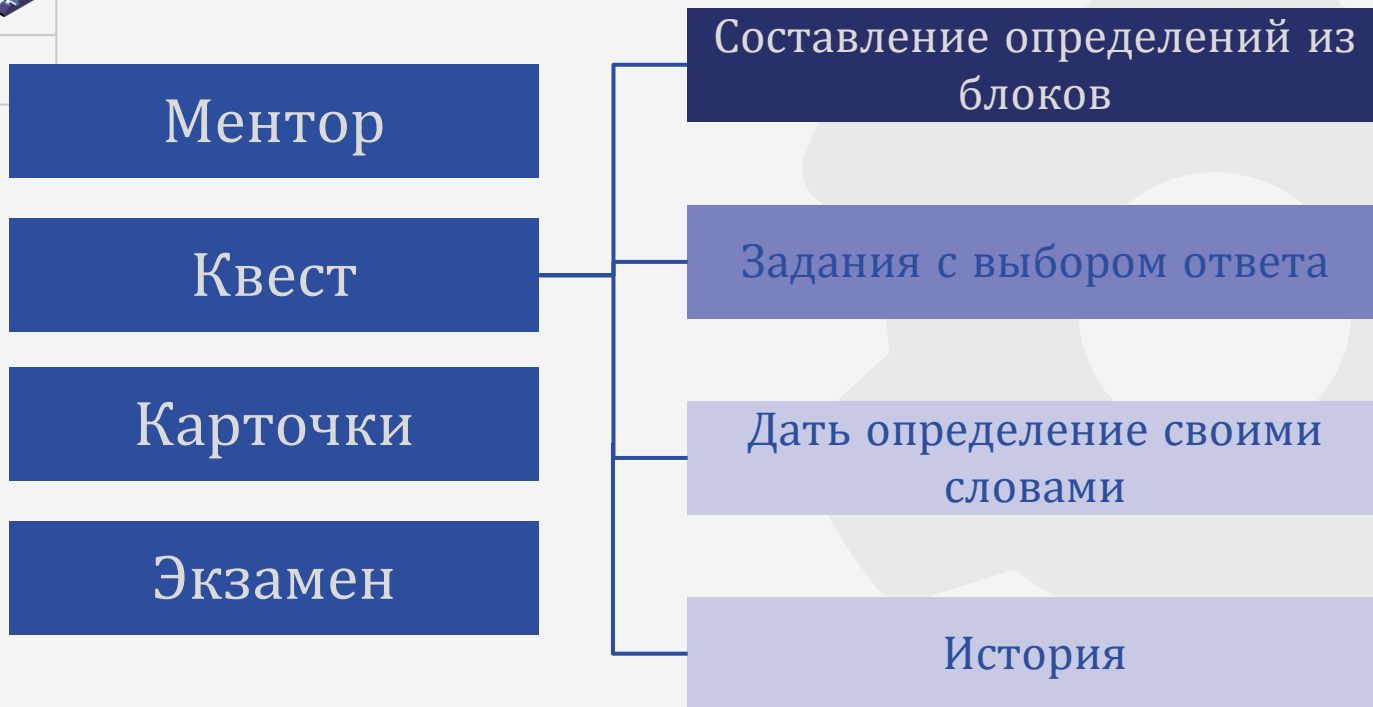 Ментор
Квест
Карточки
Экзамен
Составление определений из
блоков
Задания с выбором ответа
Дать определение своими
словами
История